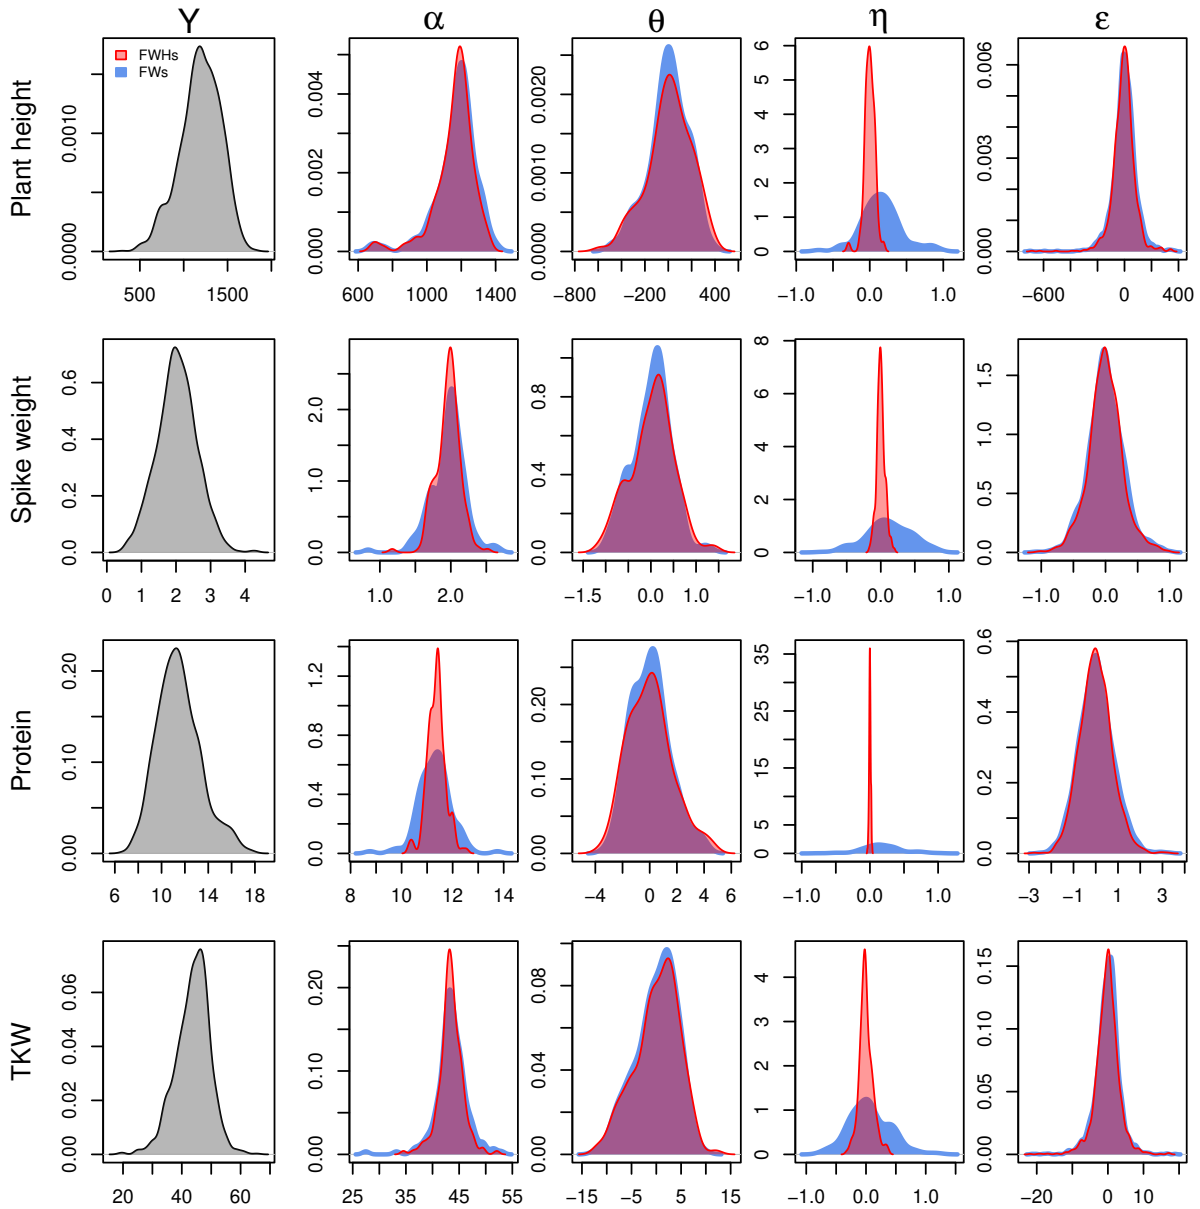 Y α θ η ε
Plant height
FWHs
FWs
0.0000 0.0010
500 1500
0.000 0.002 0.004
600 1000 1400
0.0000 0.0010 0.0020
−800 −200 400
0 1 2 3 4 5 6
−1.0 0.0 1.0
0.000 0.003 0.006
−600 0 400
Spike weight
0.0 0.2 0.4 0.6
0 1 2 3 4
0.0 1.0 2.0
1.0 2.0
0.0 0.4 0.8
−1.5 0.0 1.0
0 2 4 6 8
−1.0 0.0 1.0
0.0 0.5 1.0 1.5
−1.0 0.0 1.0
Protein
0.00 0.10 0.20
6 10 14 18
0.0 0.4 0.8 1.2
8 10 12 14
0.00 0.10 0.20
−4 0 2 4 6
0 5 15 25 35
−1.0 0.0 1.0
0.0 0.2 0.4 0.6
−3 −1 1 3
TKW
0.00 0.02 0.04 0.06
20 40 60
0.00 0.10 0.20
25 35 45 55
0.00 0.04 0.08
−15 −5 5 15
0 1 2 3 4
−1.0 0.0 1.0
0.00 0.05 0.10 0.15
−20 0 10